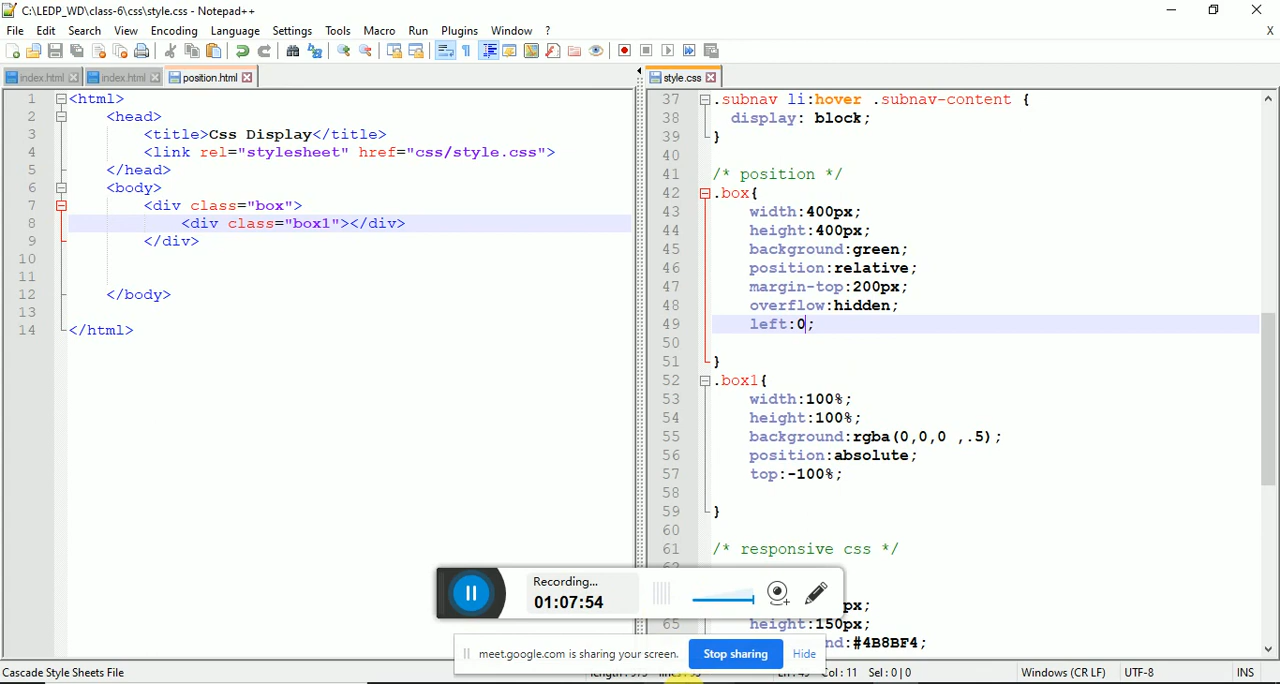 C:\LEDP_WD\class-6\css\style.css - Notepad++
File Edit Search View Encoding Language Settings Tools Macro Run Plugins Window ? X
index.html index.html position.html style.css
1 <html>
2 <head>
3 <title>Css Display</title>
4 <link rel="stylesheet" href="css/style.css">
5 </head>
6 <body>
7 <div class="box">
8 <div class="box1"></div>
9 </div>
10
11
12 </body>
13
14 </html>
37 .subnav li:hover .subnav-content {
38 display: block;
39 }
40
41 /* position */
42 .box{
43 width:400px;
44 height:400px;
45 background:green;
46 position:relative;
47 margin-top:200px;
48 overflow:hidden;
49 left:0;
50
51 }
52 .box1{
53 width:100%;
54 height:100%;
55 background:rgba(0,0,0 ,.5);
56 position:absolute;
57 top:-100%;
58
59 }
60
61 /* responsive css */
px;
65 height:150px;
nd:#4B8BF4;
Recording...
01:07:54
meet.google.com is sharing your screen. Stop sharing Hide
Cascade Style Sheets File Col : 11 Sel : 0 | 0 Windows (CR LF) UTF-8 INS